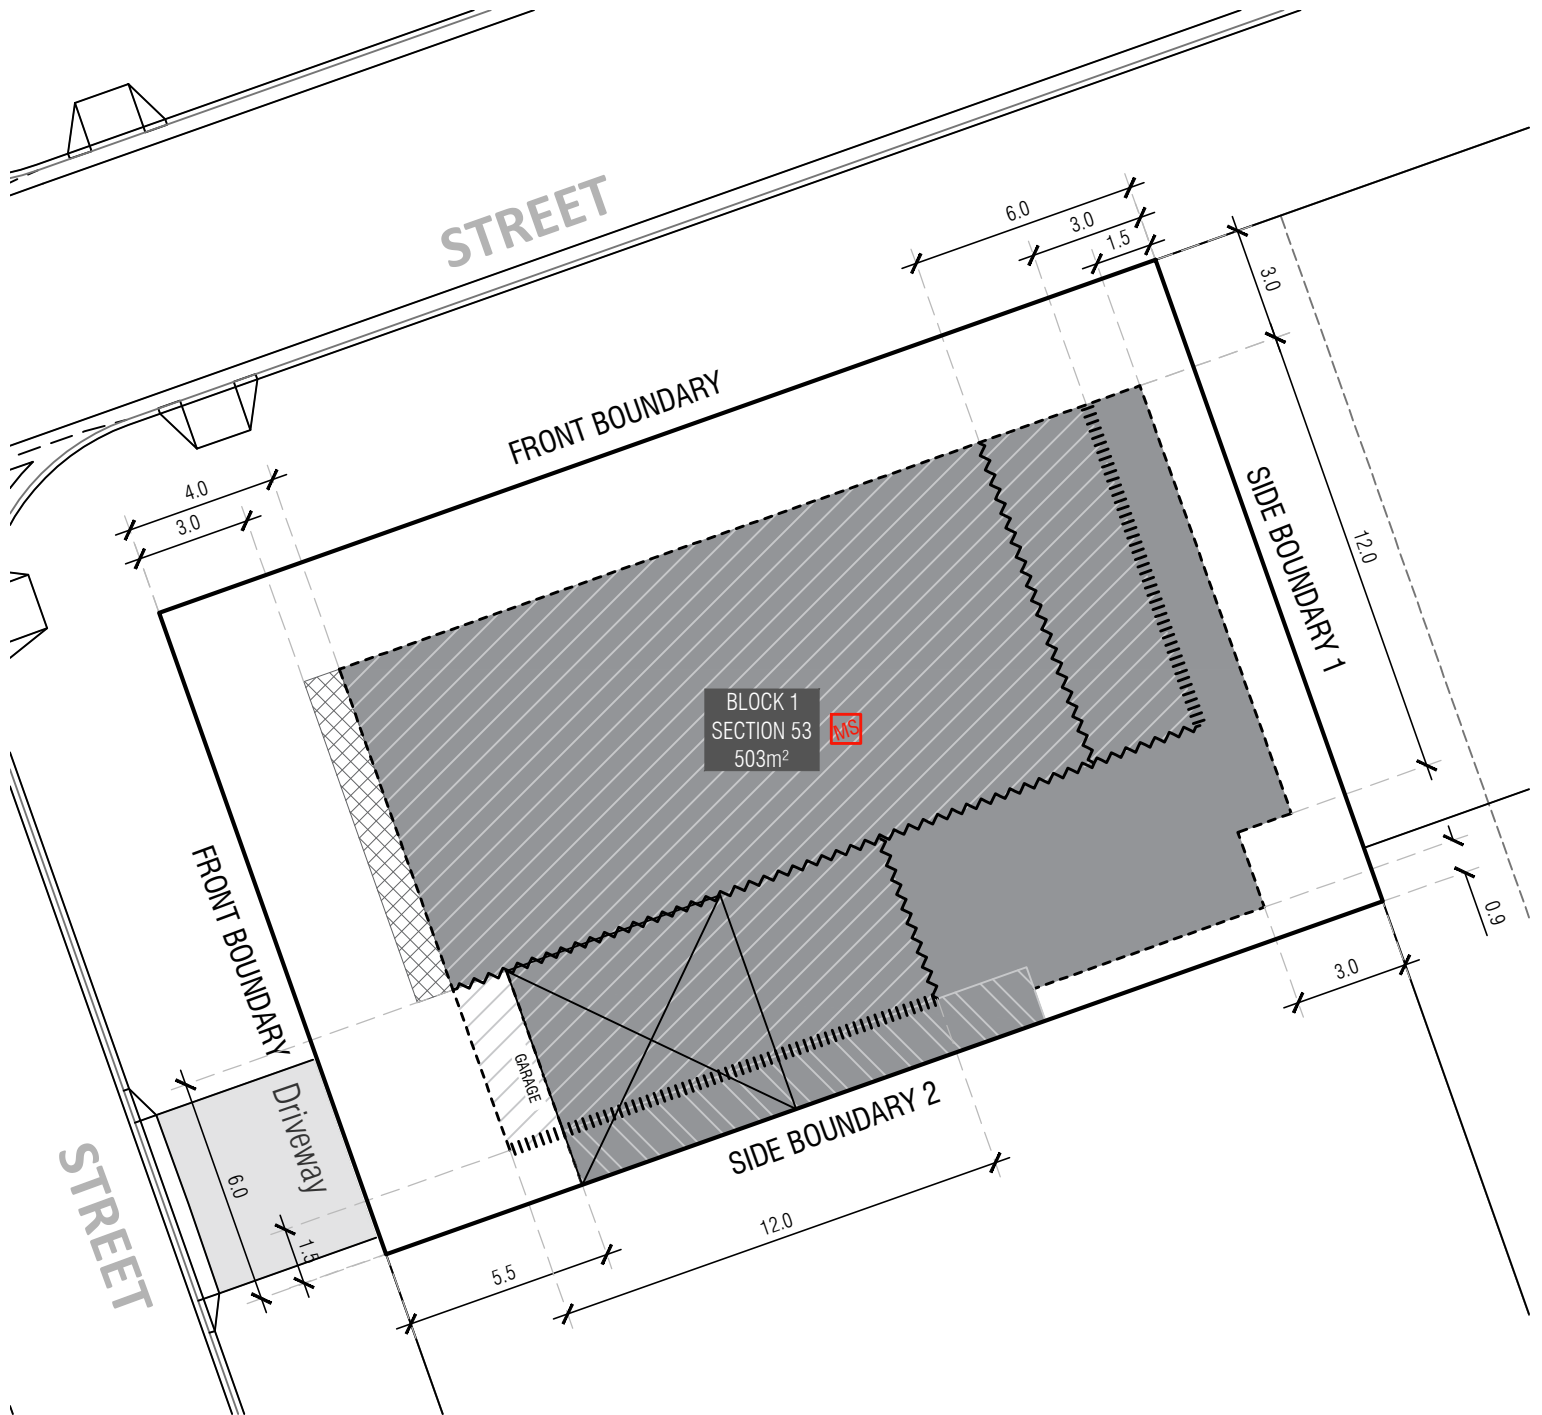 STREET
6.0
3.0
1.5
3.0
FRONT BOUNDARY
4.0
3.0
SIDE BOUNDARY 1
12.0
BLOCK 1
SECTION 53
503m²
MS
FRONT BOUNDARY
0.9
3.0
GARAGE
Driveway
SIDE BOUNDARY 2
STREET
6.0
1.5
12.0
5.5